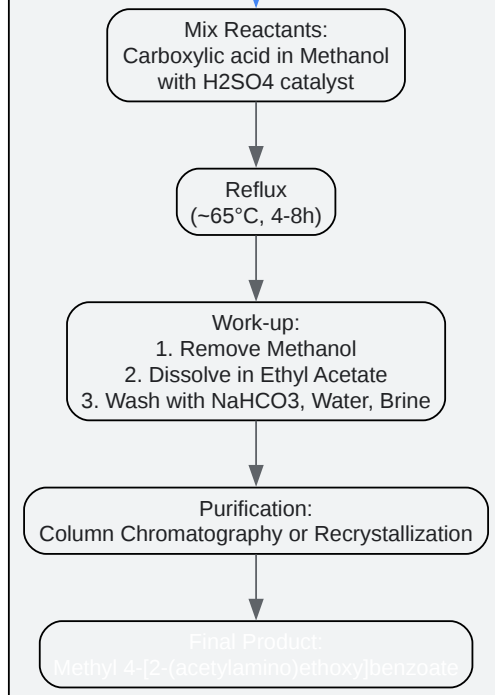 Mix Reactants:
Carboxylic acid in Methanol
with H2SO4 catalyst
Reflux
(~65°C, 4-8h)
Work-up:
1. Remove Methanol
2. Dissolve in Ethyl Acetate
3. Wash with NaHCO3, Water, Brine
Purification:
Column Chromatography or Recrystallization
Final Product:
Methyl 4-[2-(acetylamino)ethoxy]benzoate